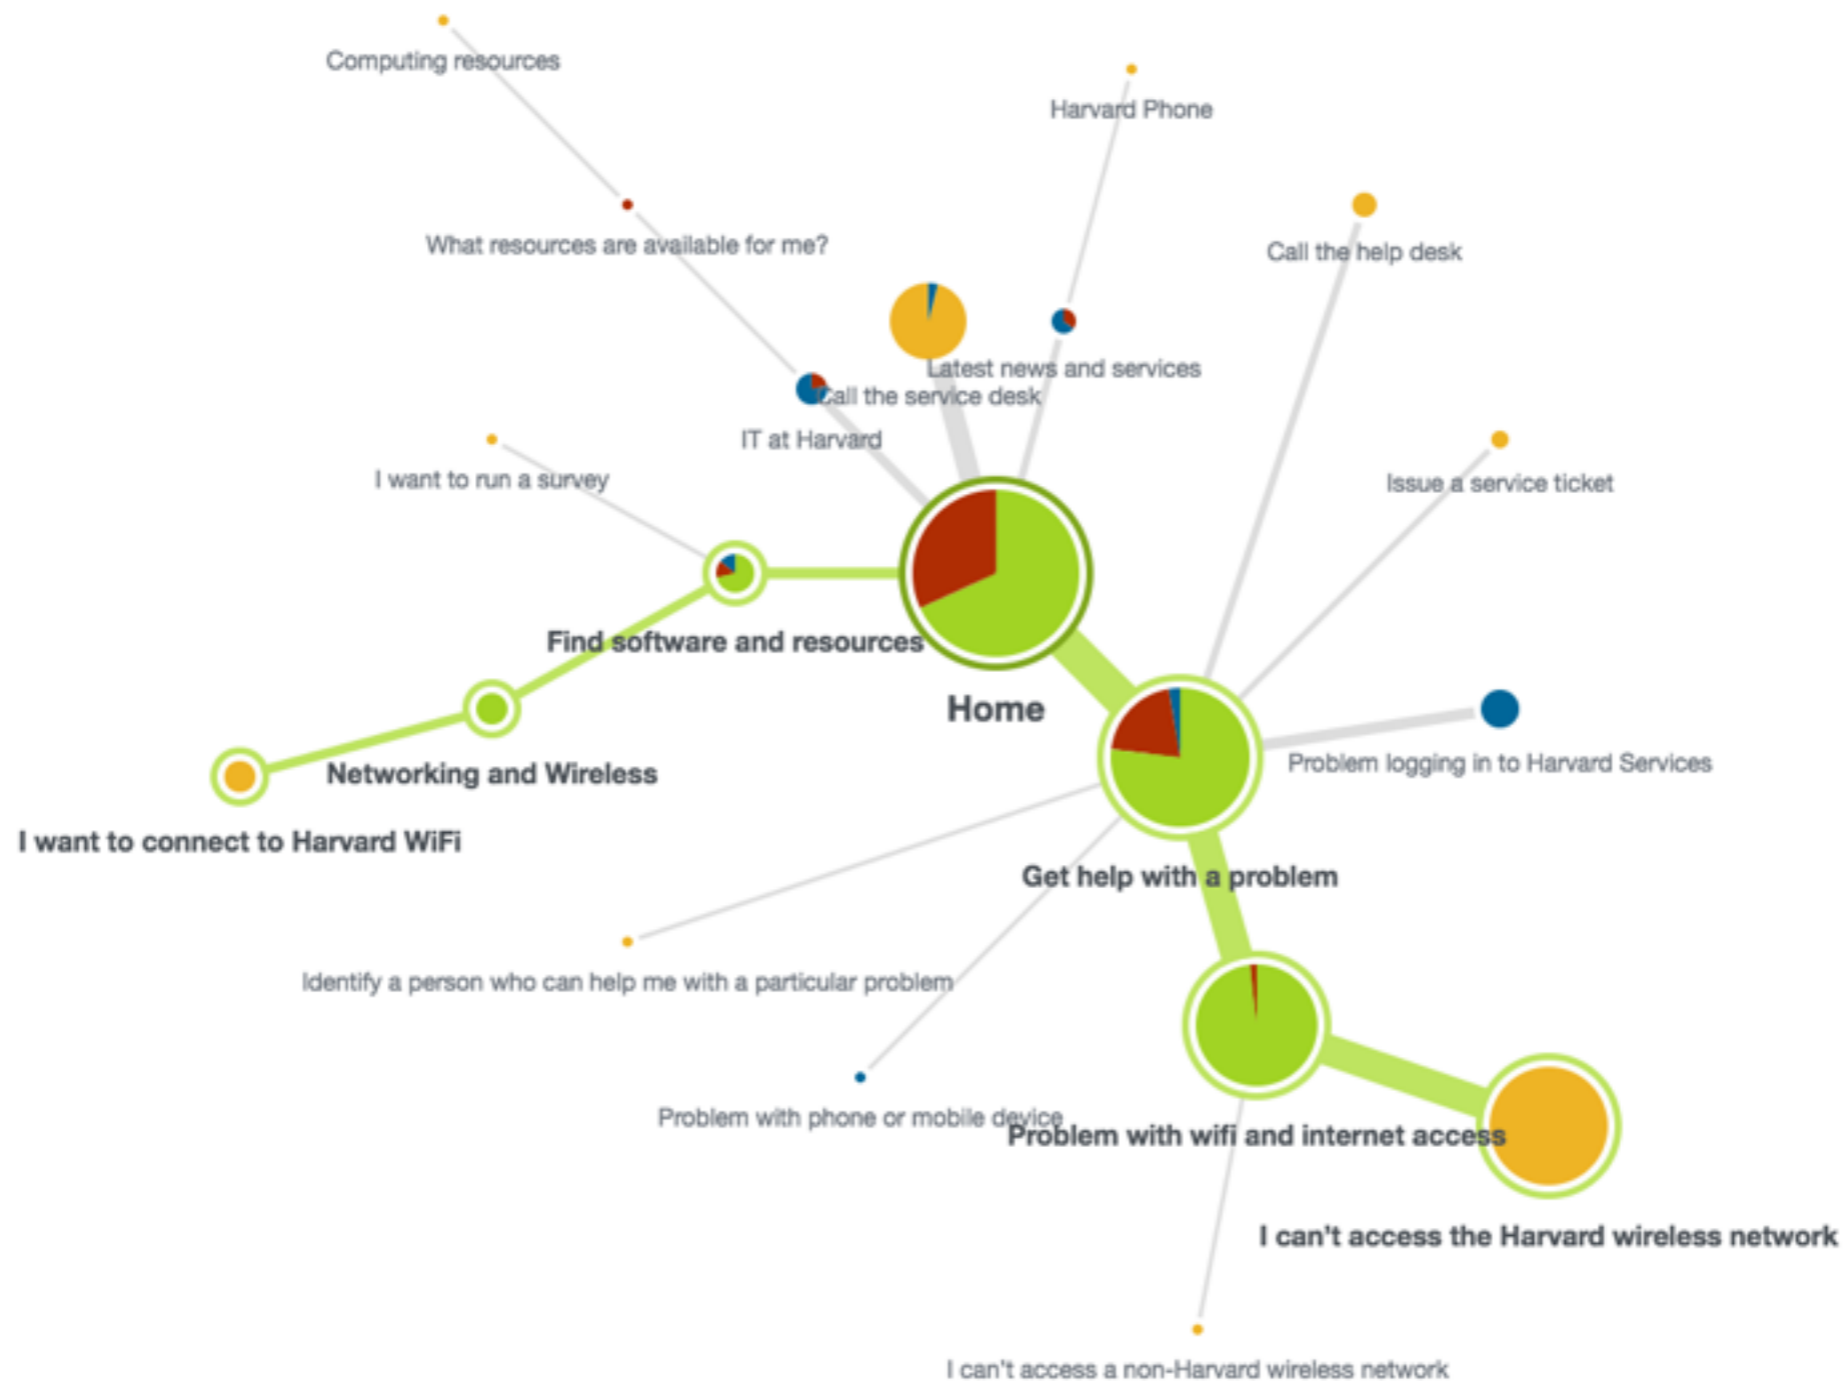 Computing resources
Harvard Phone
What resources are available for me?
Call the help desk
Latest news and services
Call the service desk
IT at Harvard
I want to run a survey
Issue a service ticket
Find software and resources
Home
Problem logging in to Harvard Services
Networking and Wireless
I want to connect to Harvard WiFi
Get help with a problem
Identify a person who can help me with a particular problem
Problem with phone or mobile device
Problem with wifi and internet access
I can't access the Harvard wireless network
I can't access a non-Harvard wireless network